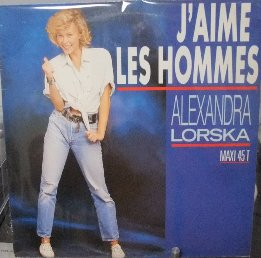 J'AIME
LES HOMMES
ALEXANDRA
LORSKA
MAXI 45 T